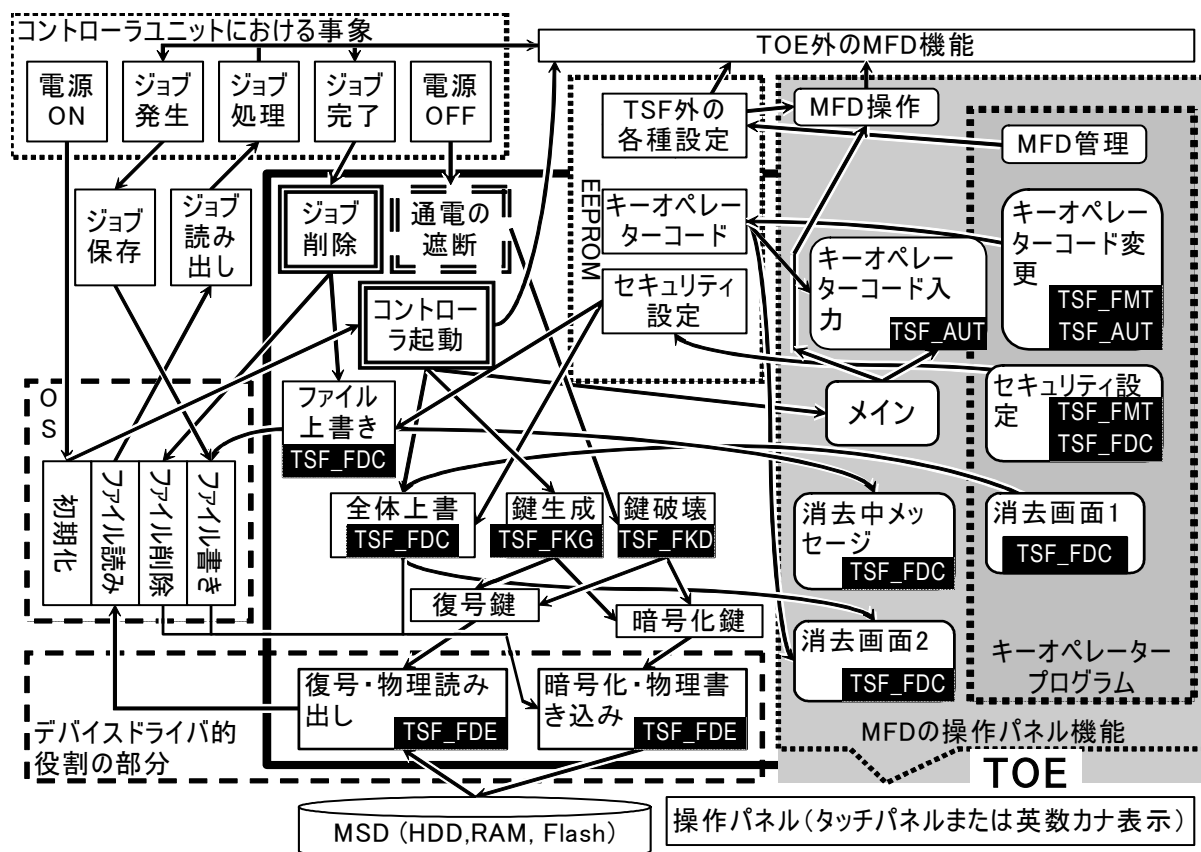 コントローラユニットにおける事象
電源
ON
ジョブ
発生
ジョブ
処理
ジョブ
完了
電源
OFF
TOE外のMFD機能
TSF外の
各種設定
MFD操作
MFD管理
ジョブ
保存
ジョブ
読み
出し
ジョブ
削除
通電の
遮断
EEPROM
キーオペレー
ターコード
キーオペレー
ターコード入
力
TSF_AUT
キーオペレー
ターコード変
更
TSF_FMT
TSF_AUT
コントロー
ラ起動
セキュリティ
設定
メイン
セキュリティ設
定
TSF_FMT
TSF_FDC
OS
ファイル
上書き
TSF_FDC
初期化
ファイル読み
ファイル削除
ファイル書き
全体上書
TSF_FDC
鍵生成
TSF_FKG
鍵破壊
TSF_FKD
消去中メッ
セージ
TSF_FDC
消去画面1
TSF_FDC
復号鍵
暗号化鍵
消去画面2
TSF_FDC
キーオペレーター
プログラム
復号・物理読み
出し
TSF_FDE
暗号化・物理書
き込み
TSF_FDE
デバイスドライバ的
役割の部分
MFDの操作パネル機能
TOE
MSD (HDD,RAM, Flash)
操作パネル(タッチパネルまたは英数カナ表示)